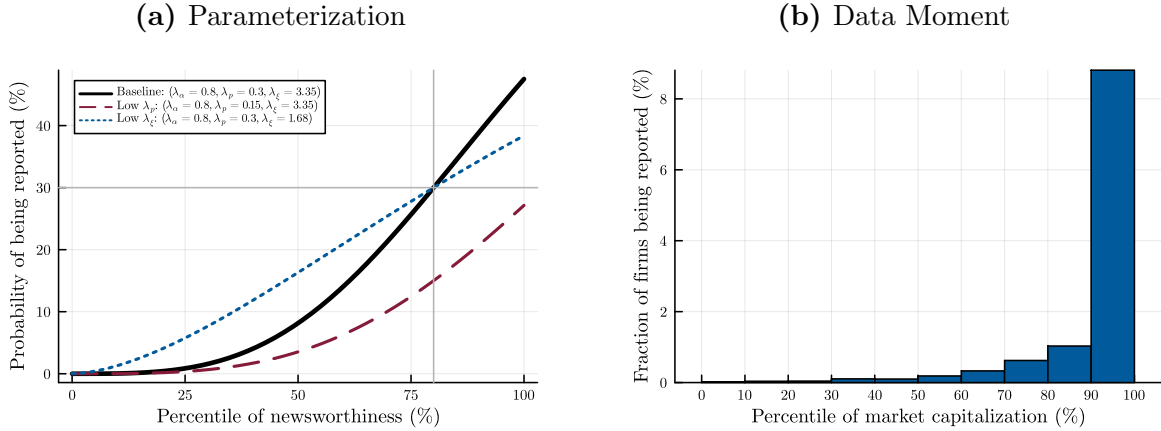 (a) Parameterization
Probability of being reported (%)
40
30
20
10
0
Baseline: (λα = 0.8, λp = 0.3, λξ = 3.35)
Low λp: (λα = 0.8, λp = 0.15, λξ = 3.35)
Low λξ: (λα = 0.8, λp = 0.3, λξ = 1.68)
0 25 50 75 100
Percentile of newsworthiness (%)
(b) Data Moment
Fraction of firms being reported (%)
8
6
4
2
0
0 10 20 30 40 50 60 70 80 90 100
Percentile of market capitalization (%)